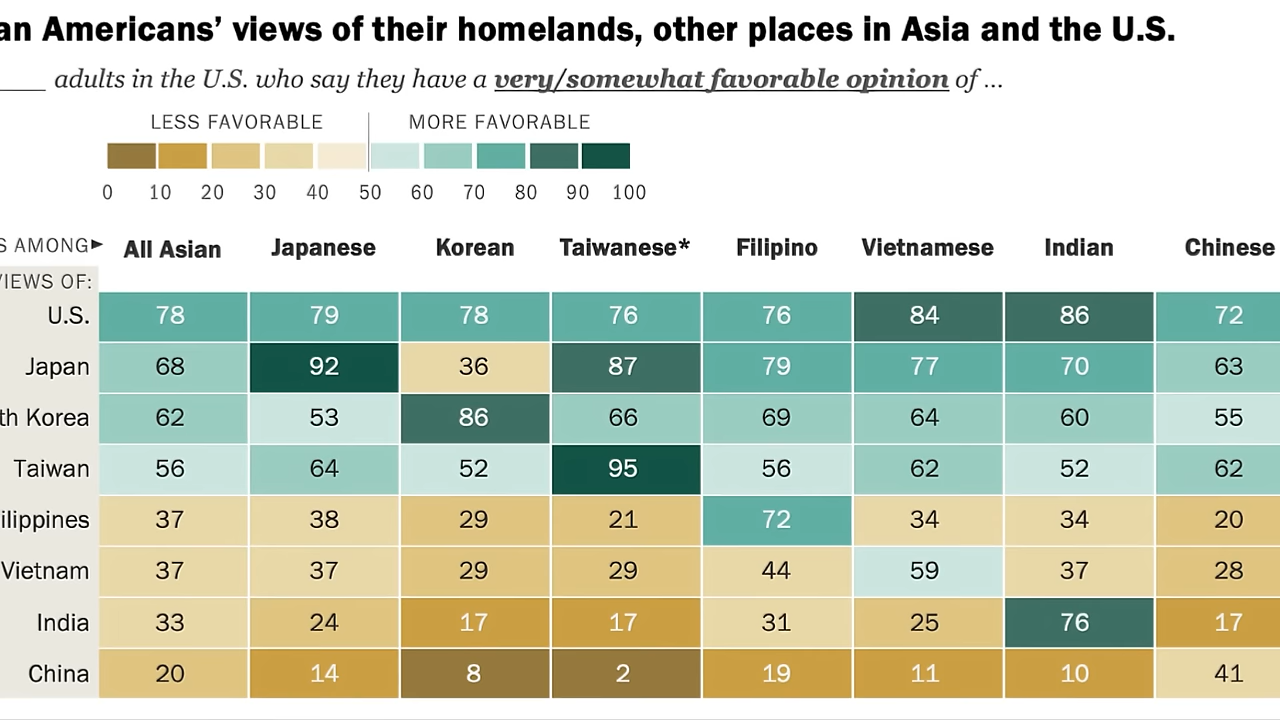 an Americans’ views of their homelands, other places in Asia and the U.S.
____ adults in the U.S. who say they have a very/somewhat favorable opinion of ...
LESS FAVORABLE MORE FAVORABLE
0 10 20 30 40 50 60 70 80 90 100
S AMONG▶ All Asian Japanese Korean Taiwanese* Filipino Vietnamese Indian Chinese
VIEWS OF:
U.S. 78 79 78 76 76 84 86 72
Japan 68 92 36 87 79 77 70 63
th Korea 62 53 86 66 69 64 60 55
Taiwan 56 64 52 95 56 62 52 62
ilippines 37 38 29 21 72 34 34 20
Vietnam 37 37 29 29 44 59 37 28
India 33 24 17 17 31 25 76 17
China 20 14 8 2 19 11 10 41